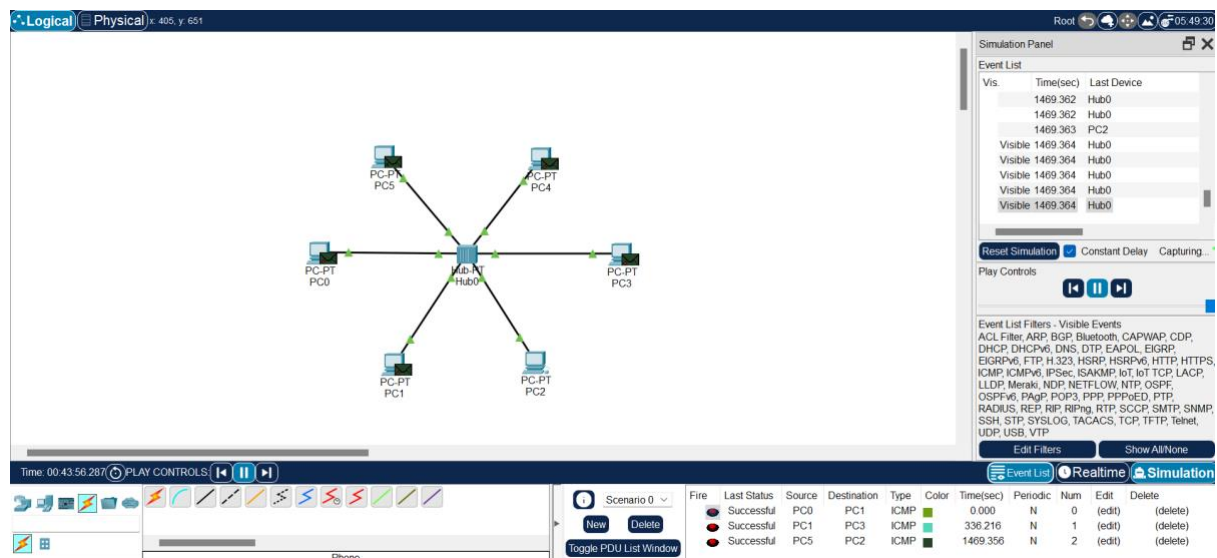 Logical Physical x: 405, y: 651 Root 05:49:30
Simulation Panel
Event List
Vis. Time(sec) Last Device
1469.362 Hub0
1469.362 Hub0
1469.363 PC2
Visible 1469.364 Hub0
Visible 1469.364 Hub0
Visible 1469.364 Hub0
Visible 1469.364 Hub0
Visible 1469.364 Hub0
Reset Simulation Constant Delay Capturing...
Play Controls
Event List Filters - Visible Events
ACL Filter, ARP, BGP, Bluetooth, CAPWAP, CDP,
DHCP, DHCPv6, DNS, DTP, EAPOL, EIGRP,
EIGRPv6, FTP, H.323, HSRP, HSRPv6, HTTP, HTTPS,
ICMP, ICMPv6, IPSec, ISAKMP, IoT, IoT TCP, LACP,
LLDP, Meraki, NDP, NETFLOW, NTP, OSPF,
OSPFv6, PAgP, POP3, PPP, PPPoED, PTP,
RADIUS, REP, RIP, RIPng, RTP, SCCP, SMTP, SNMP,
SSH, STP, SYSLOG, TACACS, TCP, TFTP, Telnet,
UDP, USB, VTP
Edit Filters Show All/None
PC-PT
PC5
PC-PT
PC4
PC-PT
PC0
Hub-PT
Hub0
PC-PT
PC3
PC-PT
PC1
PC-PT
PC2
Time: 00:43:56.287 PLAY CONTROLS: Event List Realtime Simulation
Scenario 0
New Delete
Toggle PDU List Window
Fire Last Status Source Destination Type Color Time(sec) Periodic Num Edit Delete
Successful PC0 PC1 ICMP 0.000 N 0 (edit) (delete)
Successful PC1 PC3 ICMP 336.216 N 1 (edit) (delete)
Successful PC5 PC2 ICMP 1469.356 N 2 (edit) (delete)
Phone